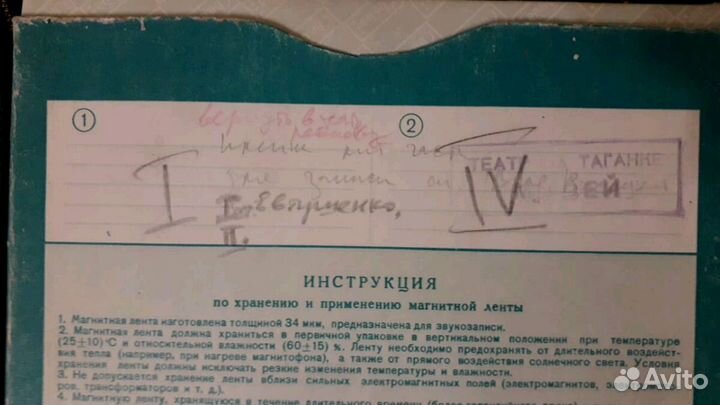 вернуть в
① ②
ТЕАТ ТАГАНКЕ
I IV
для записи
ЗЕЙ
I. Евтушенко,
II.
ИНСТРУКЦИЯ
по хранению и применению магнитной ленты
1. Магнитная лента изготовлена толщиной 34 мкм, предназначена для звукозаписи.
2. Магнитная лента должна храниться в первичной упаковке в вертикальном положении при температуре
(25±10)°С и относительной влажности (60±15) %. Ленту необходимо предохранять от длительного воздейст-
вия тепла (например, при нагреве магнитофона), а также от прямого воздействия солнечного света. Условия
хранения ленты должны исключать резкие изменения температуры и влажности.
3. Не допускается хранение ленты вблизи сильных электромагнитных полей (электромагнитов,
ров, трансформаторов и т. д.).
4. Магнитную ленту, хранящуюся в течение длительного времени
Avito